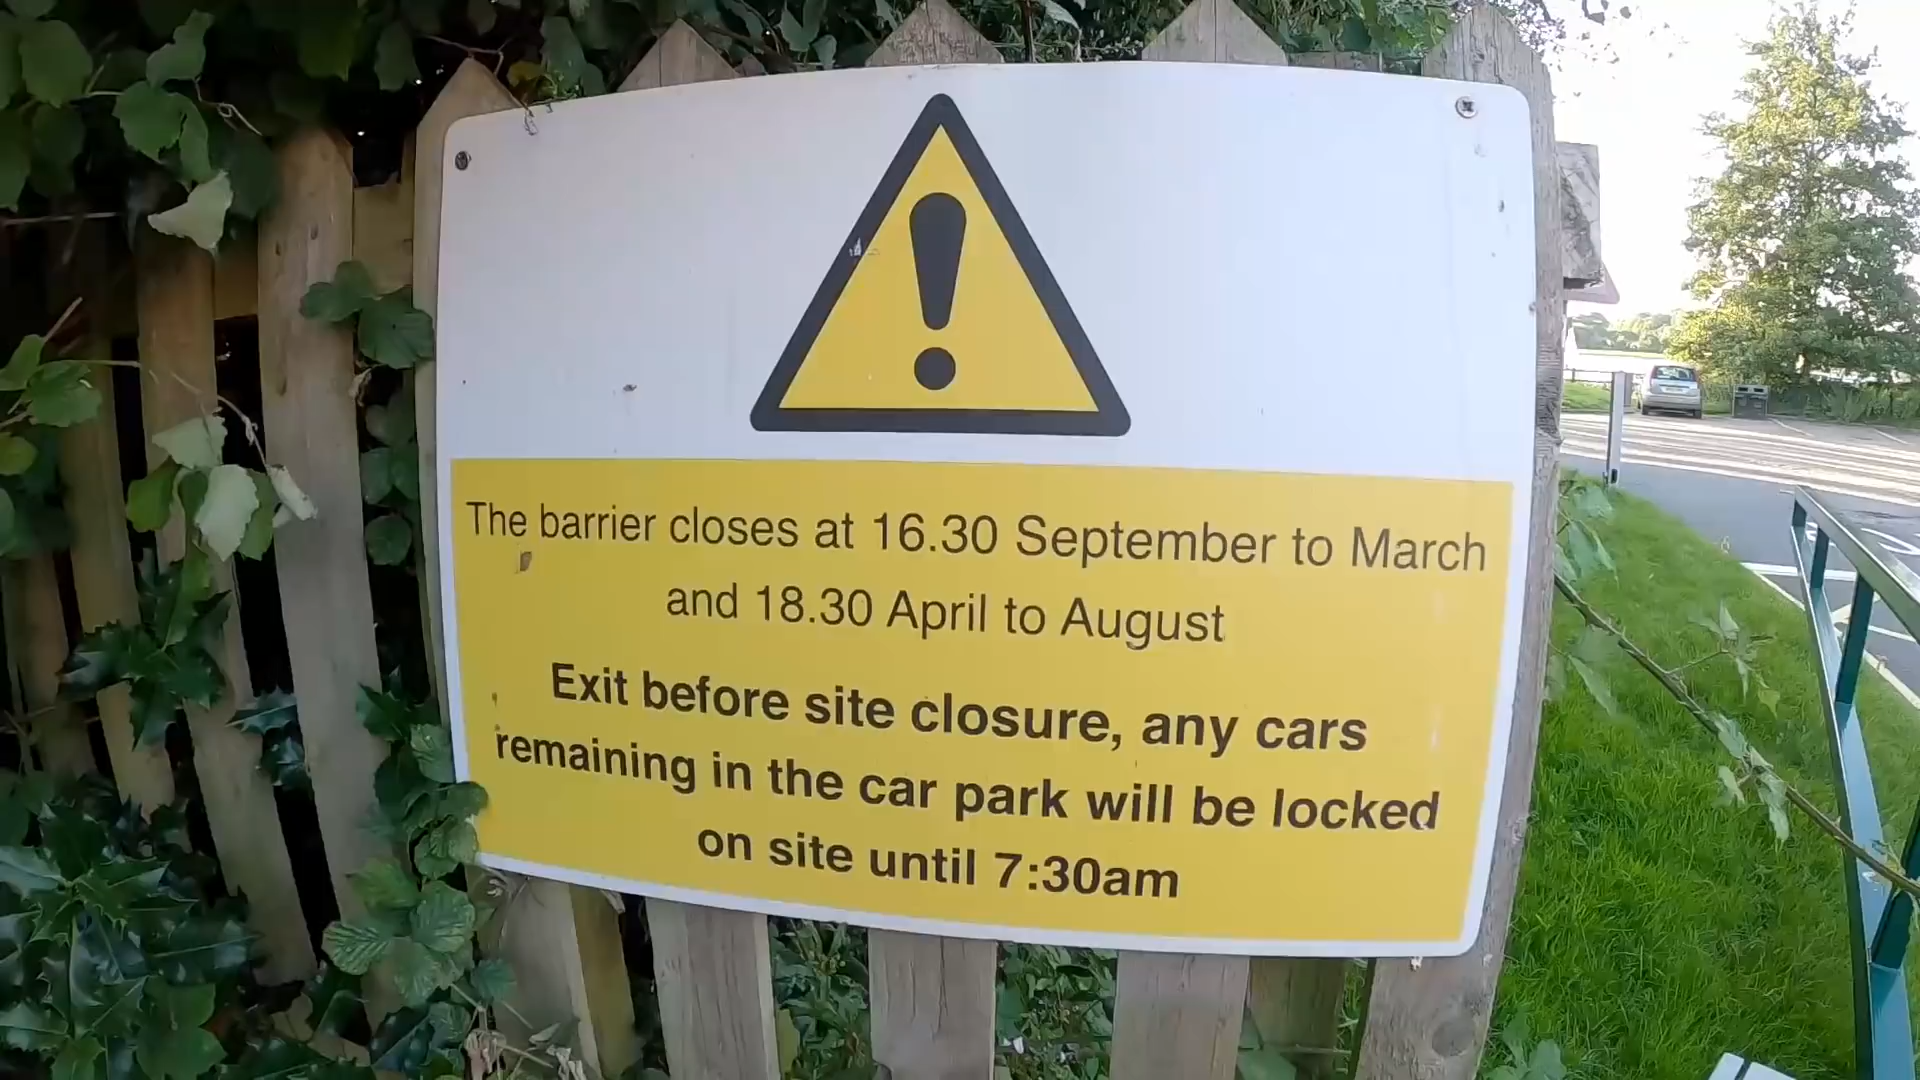 The barrier closes at 16.30 September to March
and 18.30 April to August
Exit before site closure, any cars
remaining in the car park will be locked
on site until 7:30am